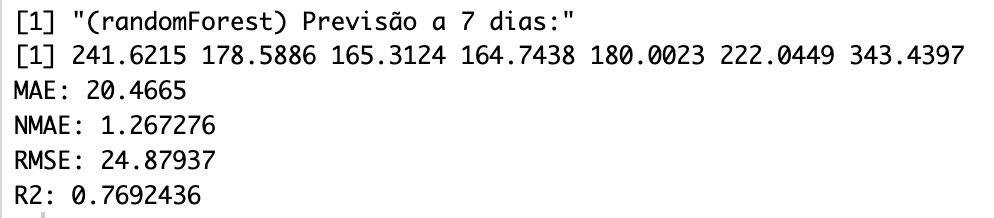 [1] "(randomForest) Previsão a 7 dias:"
[1] 241.6215 178.5886 165.3124 164.7438 180.0023 222.0449 343.4397
MAE: 20.4665
NMAE: 1.267276
RMSE: 24.87937
R2: 0.7692436